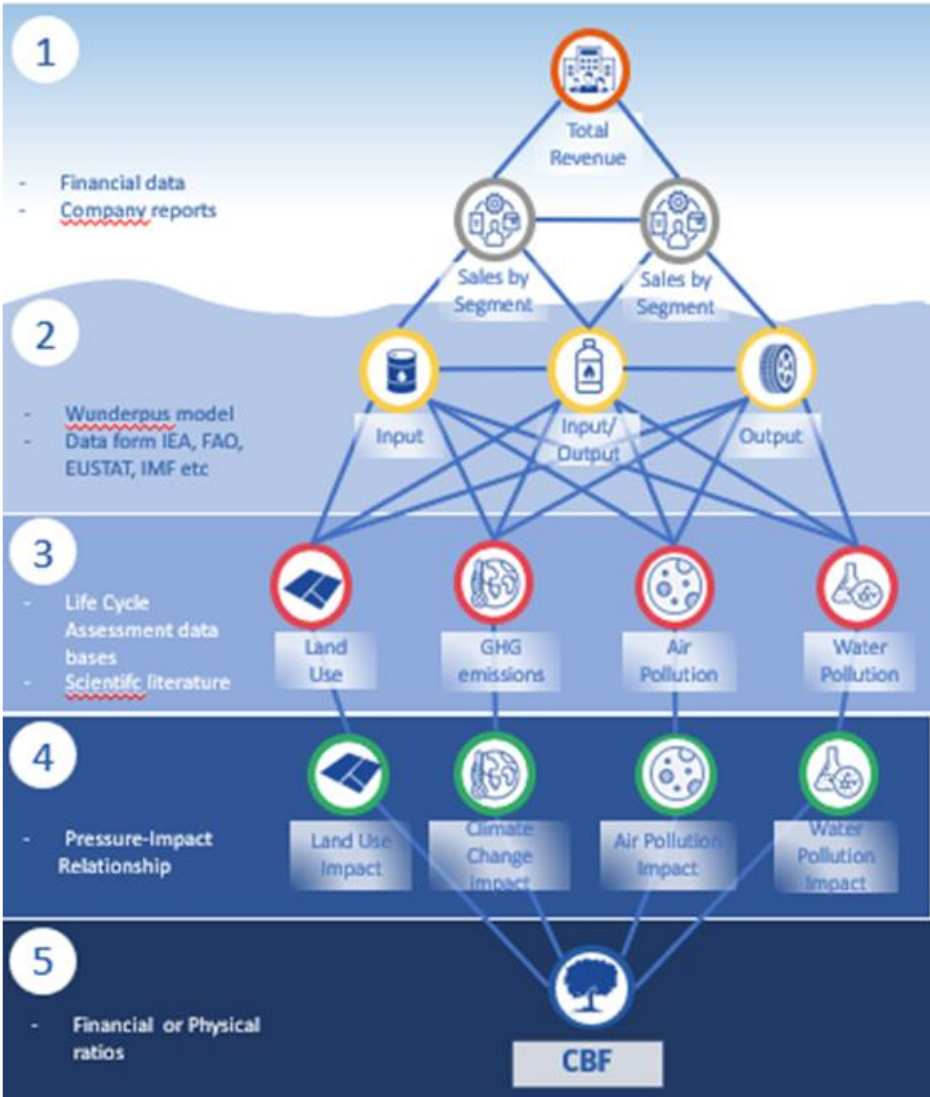 1
Total
Revenue
- Financial data
- Company reports
Sales by
Segment
Sales by
Segment
2
- Wunderpus model
- Data form IEA, FAO,
EUSTAT, IMF etc
Input
Input/
Output
Output
3
- Life Cycle
Assessment data
bases
- Scientifc literature
Land
Use
GHG
emissions
Air
Pollution
Water
Pollution
4
- Pressure-Impact
Relationship
Land Use
Impact
Climate
Change
impact
Air Pollution
Impact
Water
Pollution
Impact
5
- Financial or Physical
ratios
CBF